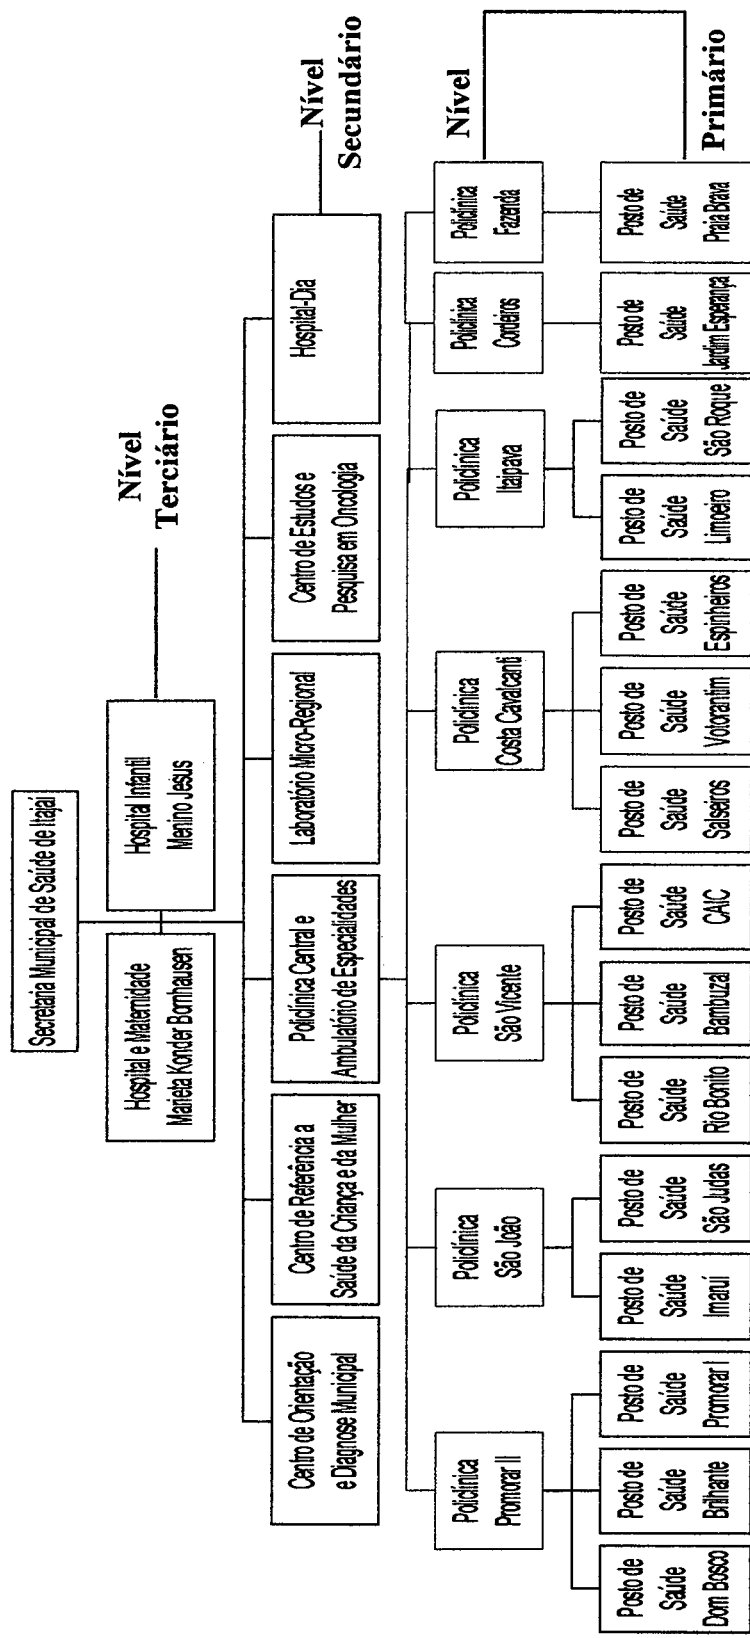 Secretaria Municipal de Saúde de Itajaí
Hospital e Maternidade
Marieta Konder Bornhausen
Hospital Infantil
Menino Jesus
Nível
Terciário
Centro de Orientação
e Diagnose Municipal
Centro de Referência a
Saúde da Criança e da Mulher
Policlínica Central e
Ambulatório de Especialidades
Laboratório Micro-Regional
Centro de Estudos e
Pesquisa em Oncologia
Hospital-Dia
Nível
Secundário
Policlínica
Promorar II
Policlínica
São João
Policlínica
São Vicente
Policlínica
Costa Cavalcanti
Policlínica
Itaipava
Policlínica
Cordeiros
Policlínica
Fazenda
Nível
Posto de
Saúde
Dom Bosco
Posto de
Saúde
Brilhante
Posto de
Saúde
Promorar I
Posto de
Saúde
Imaruí
Posto de
Saúde
São Judas
Posto de
Saúde
Rio Bonito
Posto de
Saúde
Bambuzal
Posto de
Saúde
CAIC
Posto de
Saúde
Salseiros
Posto de
Saúde
Votorantim
Posto de
Saúde
Espinheiros
Posto de
Saúde
Limoeiro
Posto de
Saúde
São Roque
Posto de
Saúde
Jardim Esperança
Posto de
Saúde
Praia Brava
Primário